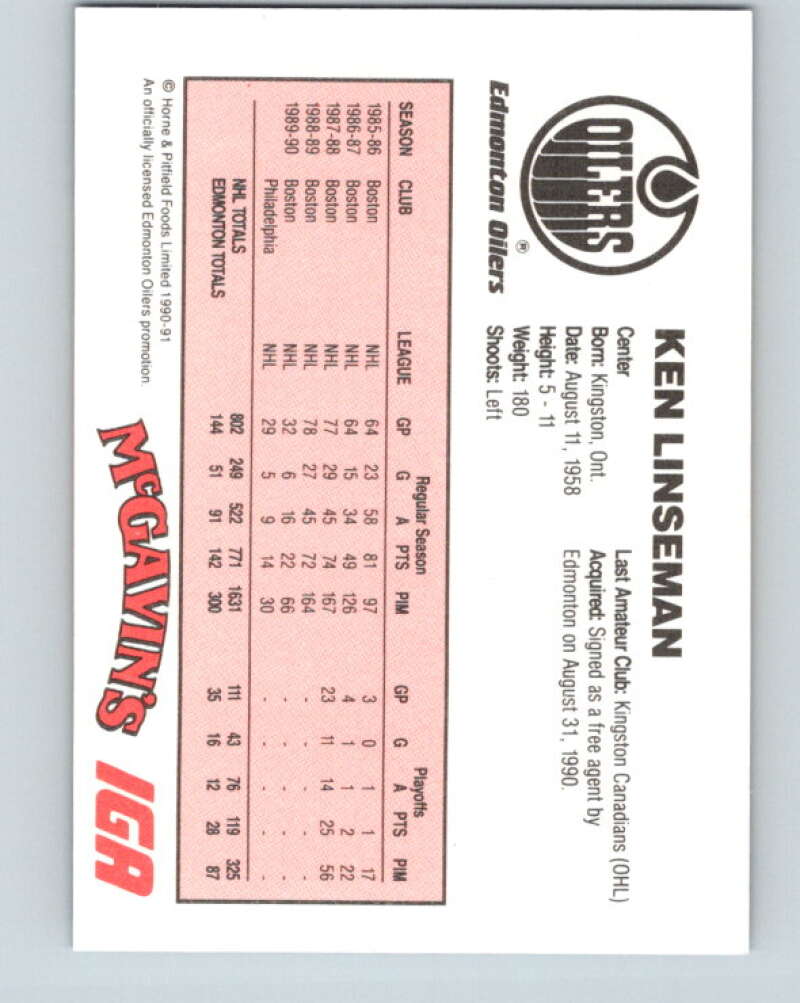 OILERS
Edmonton Oilers®
KEN LINSEMAN
Center
Born: Kingston, Ont.
Date: August 11, 1958
Height: 5 - 11
Weight: 180
Shoots: Left
Last Amateur Club: Kingston Canadians (OHL)
Acquired: Signed as a free agent by
Edmonton on August 31, 1990.
Regular Season Playoffs
SEASON CLUB LEAGUE GP G A PTS PIM GP G A PTS PIM
1985-86 Boston NHL 64 23 58 81 97 3 0 1 1 17
1986-87 Boston NHL 64 15 34 49 126 4 1 1 2 22
1987-88 Boston NHL 77 29 45 74 167 23 11 14 25 56
1988-89 Boston NHL 78 27 45 72 164 - - - - -
1989-90 Boston NHL 32 6 16 22 66 - - - - -
Philadelphia NHL 29 5 9 14 30 - - - - -
NHL TOTALS 802 249 522 771 1631 111 43 76 119 325
EDMONTON TOTALS 144 51 91 142 300 35 16 12 28 87
© Horne & Pitfield Foods Limited 1990-91
An officially licensed Edmonton Oilers promotion.
McGAVIN'S IGA